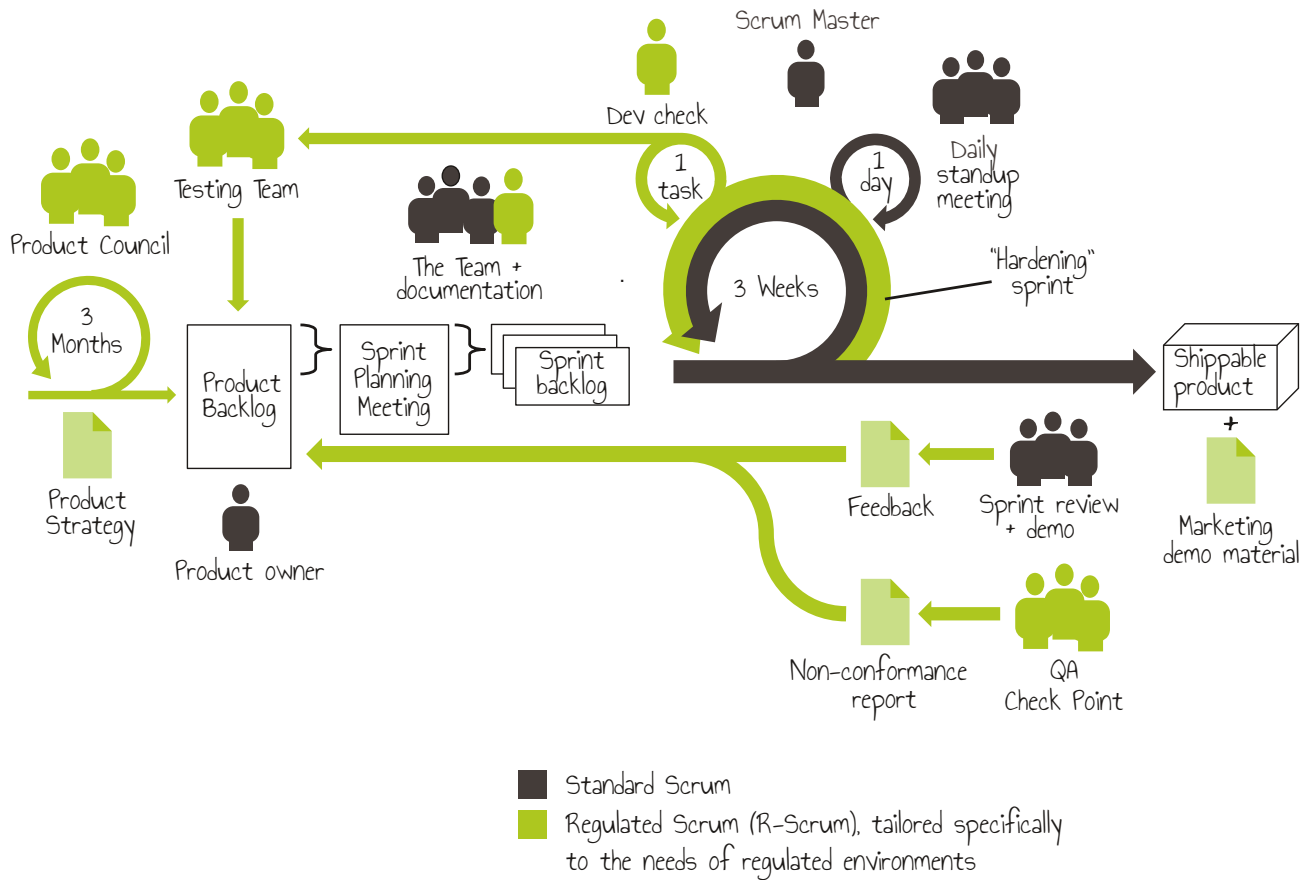 Scrum Master
Dev check
1
task
1
day
Daily
standup
meeting
Testing Team
Product Council
The Team +
documentation
"Hardening"
sprint
3 Weeks
3
Months
Product
Backlog
Sprint
Planning
Meeting
Sprint
backlog
Shippable
product
+
Marketing
demo material
Product
Strategy
Product owner
Feedback
Sprint review
+ demo
Non-conformance
report
QA
Check Point
Standard Scrum
Regulated Scrum (R-Scrum), tailored specifically
to the needs of regulated environments